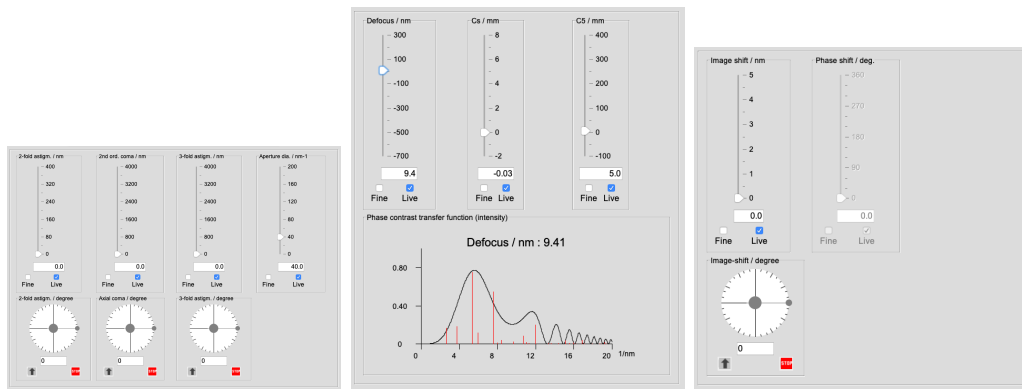 2-fold astigm. / nm
400
320
240
160
80
0
0.0
Fine Live
2nd ord. coma / nm
4000
3200
2400
1600
800
0
0.0
Fine Live
3-fold astigm. / nm
4000
3200
2400
1600
800
0
0.0
Fine Live
Aperture dia. / nm-1
200
160
120
80
40
0
40.0
Fine Live
2-fold astigm. / degree
0
STOP
Axial coma / degree
0
STOP
3-fold astigm. / degree
0
STOP
Defocus / nm
300
100
-100
-300
-500
-700
9.4
Fine Live
Cs / mm
8
6
4
2
0
-2
-0.03
Fine Live
C5 / mm
400
300
200
100
0
-100
5.0
Fine Live
Phase contrast transfer function (intensity)
Defocus / nm : 9.41
0.80
0.40
0
0 4 8 12 16 20
1/nm
Image shift / nm
5
4
3
2
1
0
0.0
Fine Live
Phase shift / deg.
360
270
180
90
0
0.0
Fine Live
Image-shift / degree
0
STOP